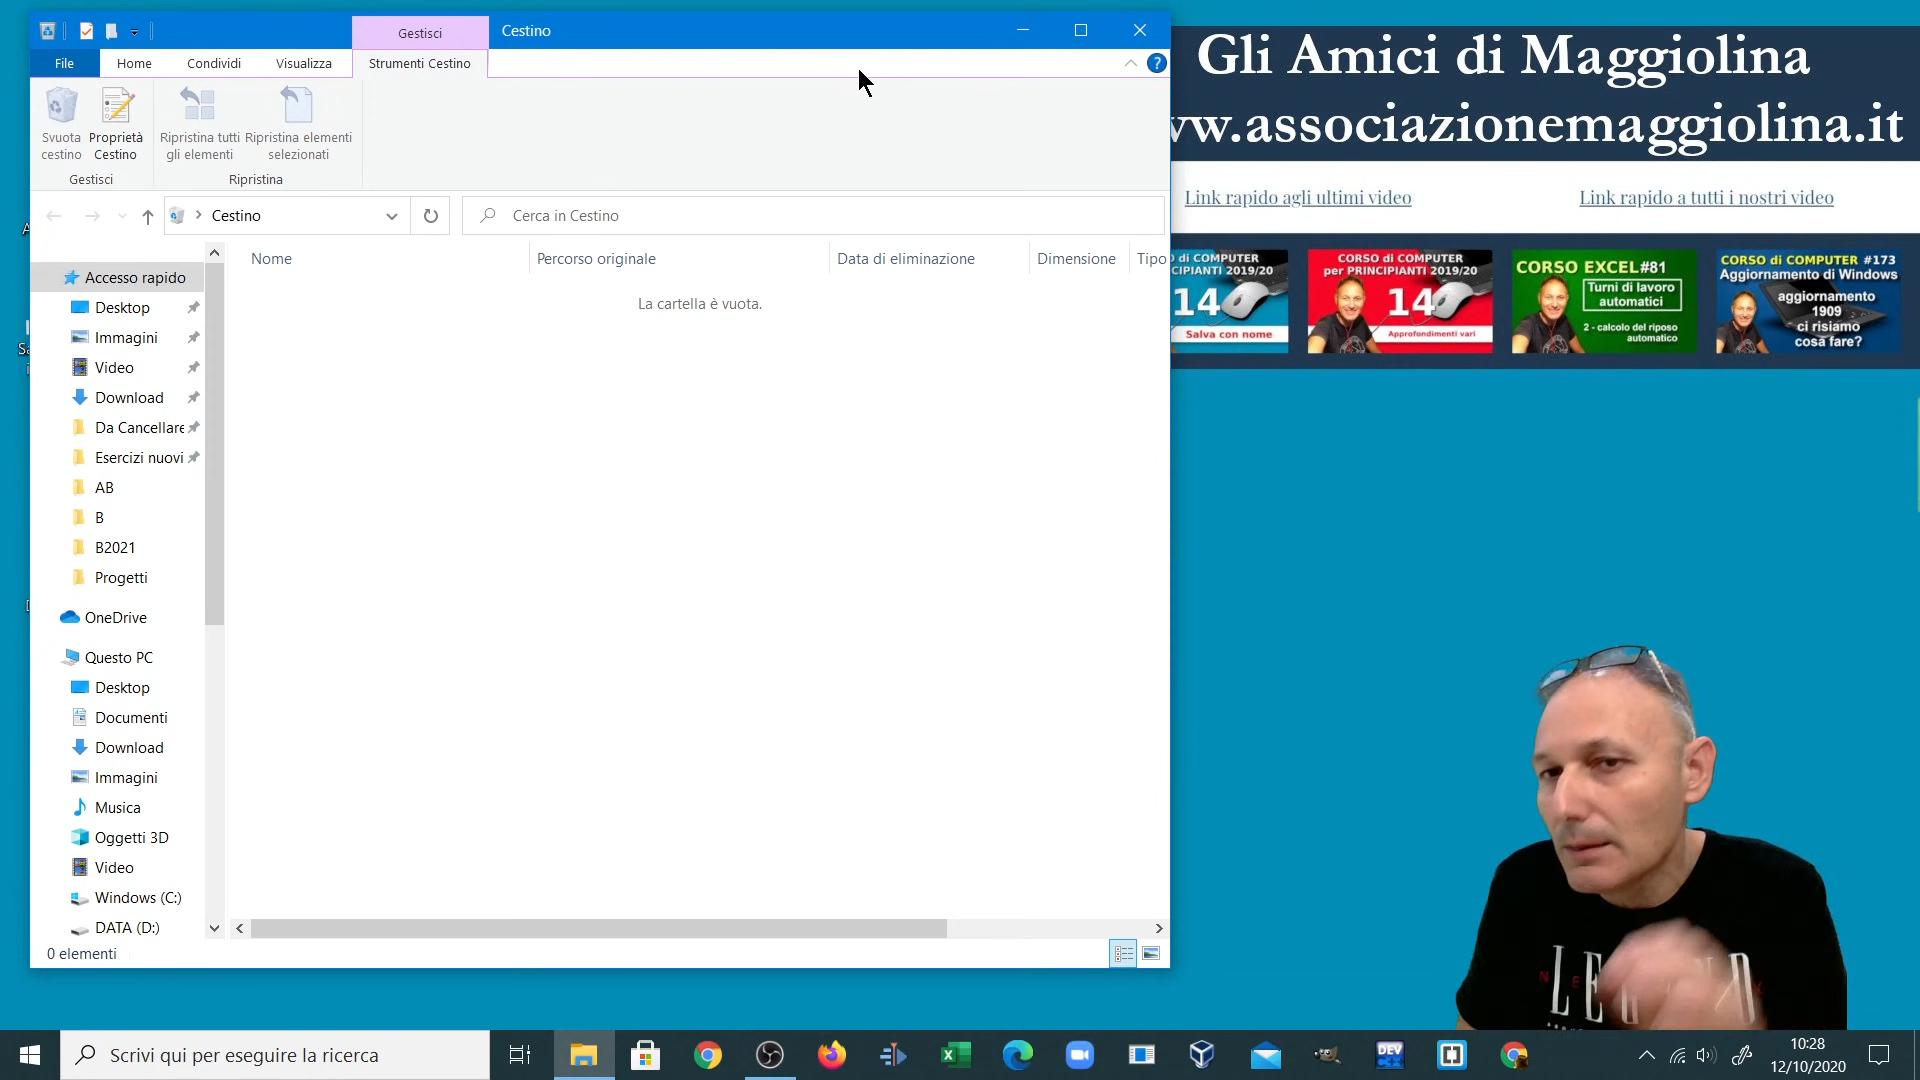 Gestisci
Cestino
File
Home
Condividi
Visualizza
Strumenti Cestino
Svuota
cestino
Proprietà
Cestino
Ripristina tutti
gli elementi
Ripristina elementi
selezionati
Gestisci
Ripristina
Cestino
Cerca in Cestino
Nome
Percorso originale
Data di eliminazione
Dimensione
Tipo
La cartella è vuota.
Accesso rapido
Desktop
Immagini
Video
Download
Da Cancellare
Esercizi nuovi
AB
B
B2021
Progetti
OneDrive
Questo PC
Desktop
Documenti
Download
Immagini
Musica
Oggetti 3D
Video
Windows (C:)
DATA (D:)
0 elementi
Gli Amici di Maggiolina
w.associazionemaggiolina.it
Link rapido agli ultimi video
Link rapido a tutti i nostri video
di COMPUTER
CIPIANTI 2019/20
14
Salva con nome
CORSO di COMPUTER
per PRINCIPIANTI 2019/20
14
Approfondimenti vari
CORSO EXCEL#81
Turni di lavoro
automatici
2 - calcolo del riposo
automatico
CORSO di COMPUTER #173
Aggiornamento di Windows
aggiornamento
1909
ci risiamo
cosa fare?
Scrivi qui per eseguire la ricerca
DEV
10:28
12/10/2020